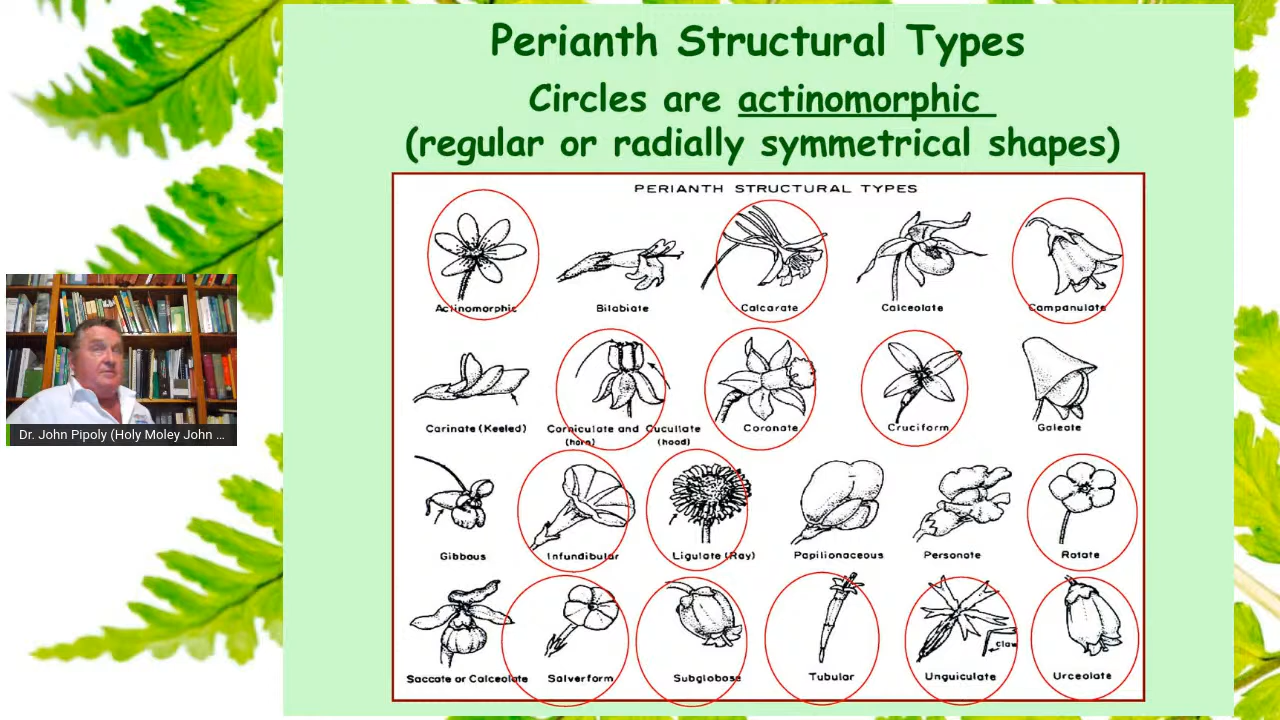 Perianth Structural Types
Circles are actinomorphic
(regular or radially symmetrical shapes)
PERIANTH STRUCTURAL TYPES
Actinomorphic
Bilabiate
Calcarate
Calceolate
Campanulate
Carinate (Keeled)
Corniculate and Cucullate
(horn) (hood)
Coronate
Cruciform
Galeate
Gibbous
Infundibular
Ligulate (Ray)
Papilionaceous
Personate
Rotate
claw
Saccate or Calceolate
Salverform
Subglobose
Tubular
Unguiculate
Urceolate
Dr. John Pipoly (Holy Moley John ...